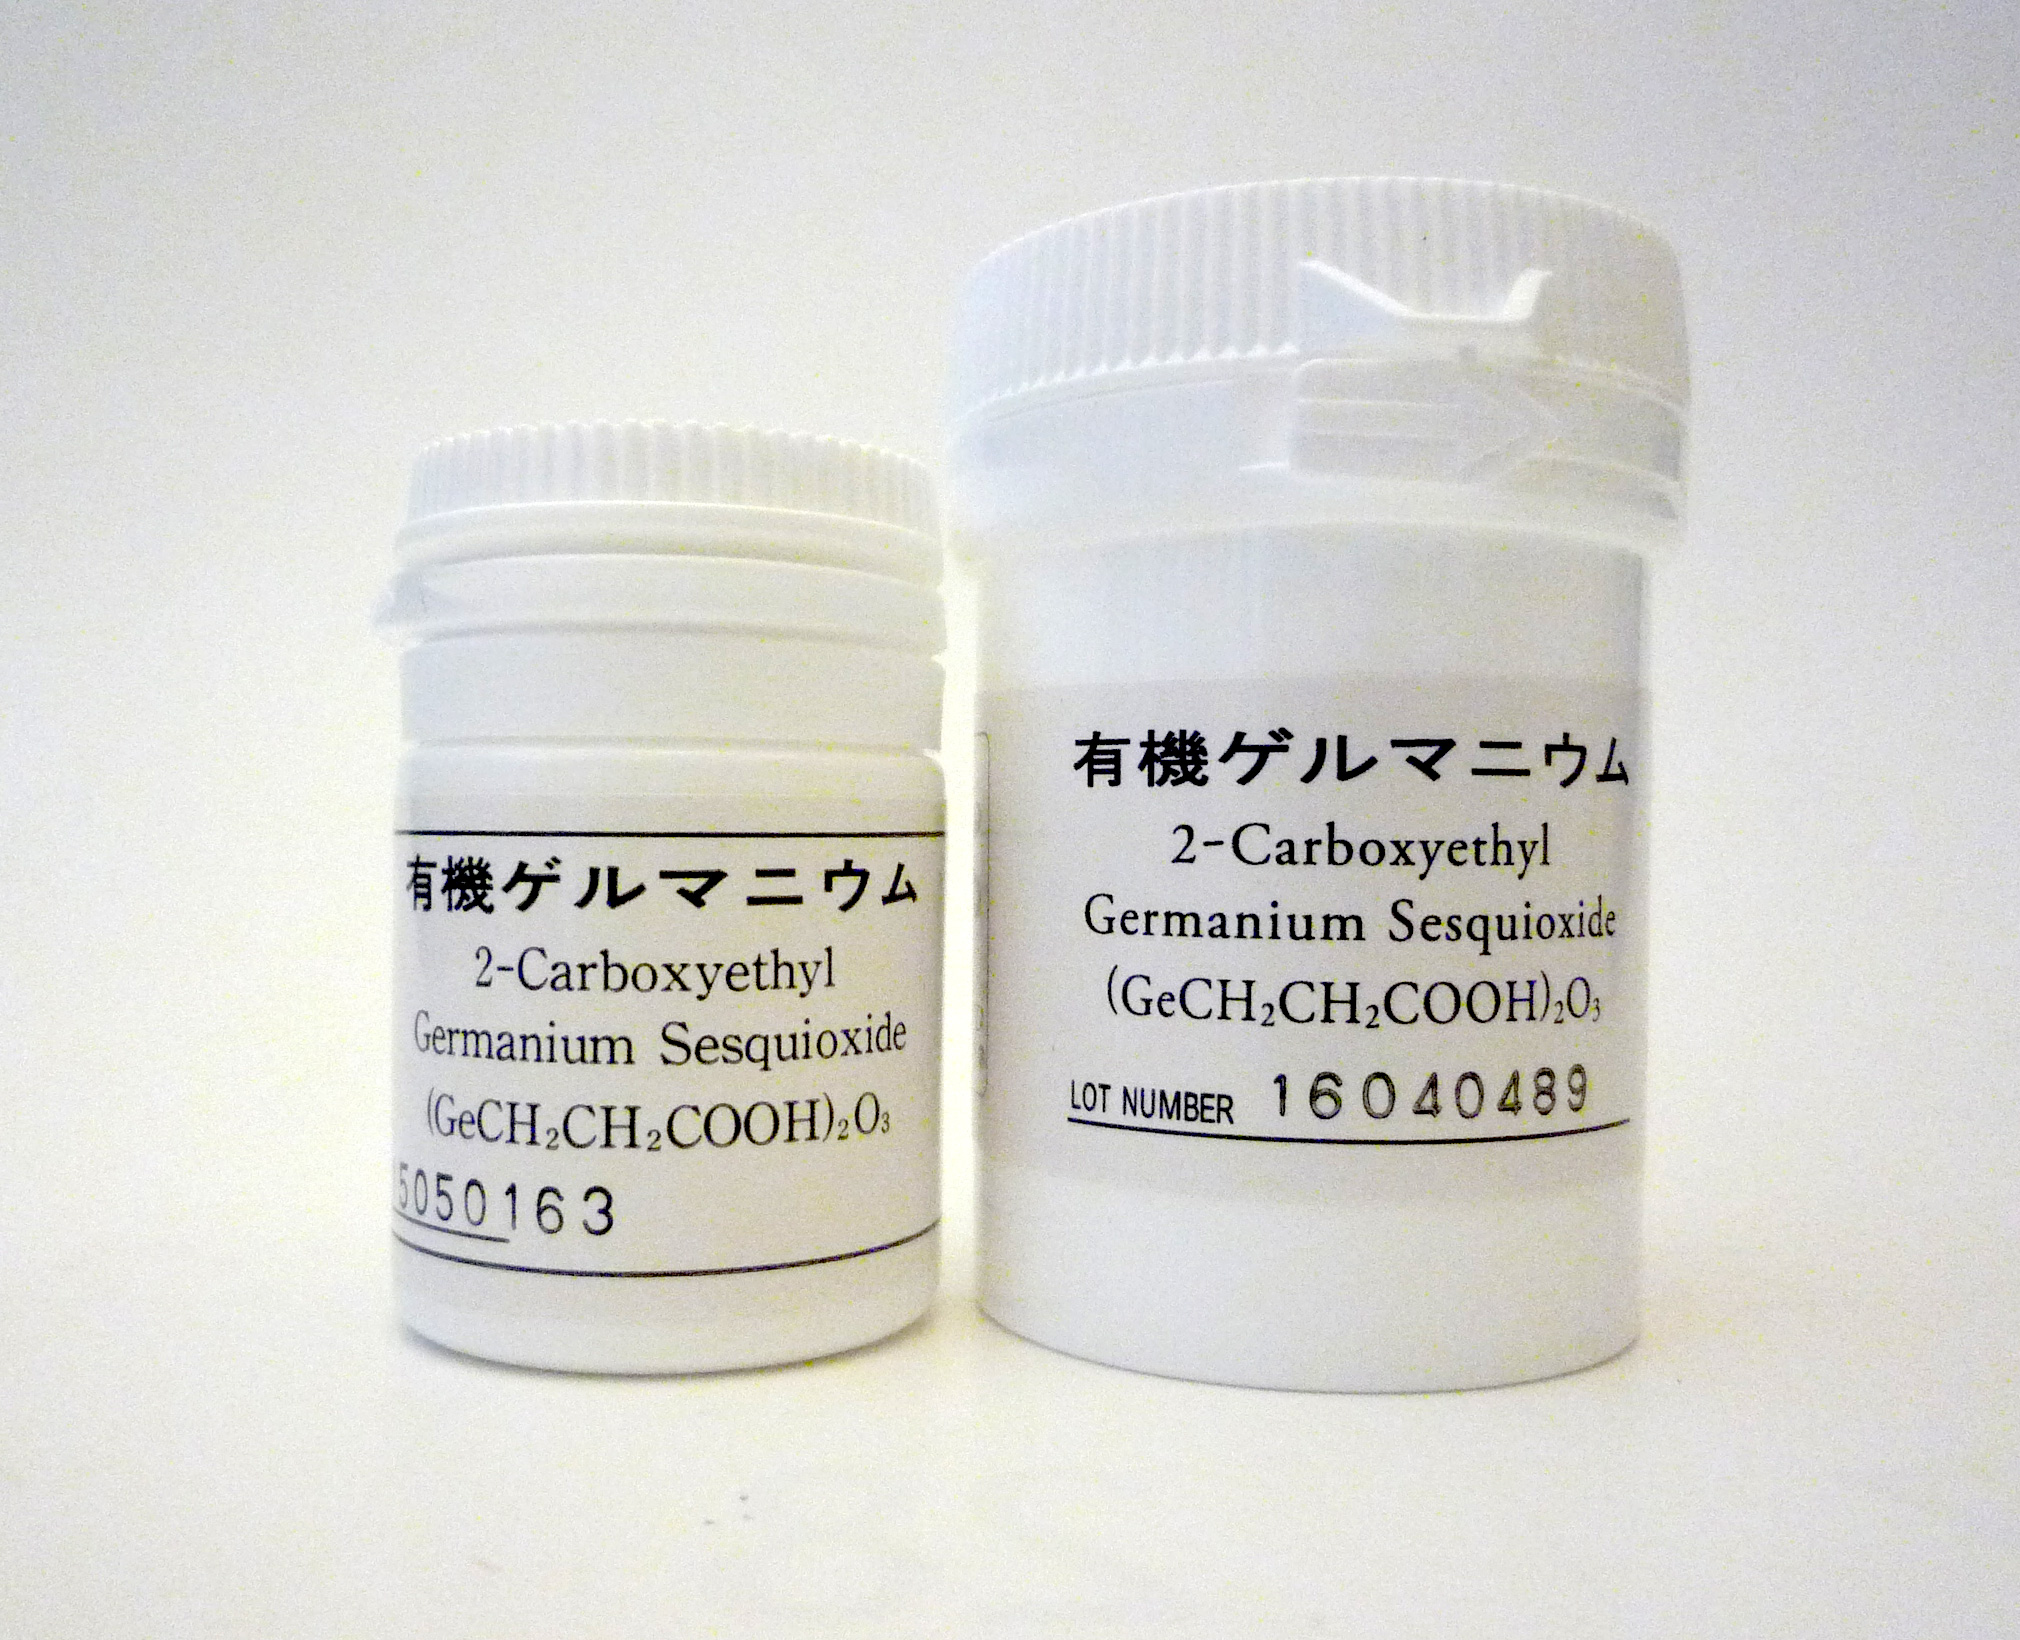 有機ゲルマニウム
2-Carboxyethyl
Germanium Sesquioxide
(GeCH₂CH₂COOH)₂O₃
5050163
有機ゲルマニウム
2-Carboxyethyl
Germanium Sesquioxide
(GeCH₂CH₂COOH)₂O₃
LOT NUMBER 16040489